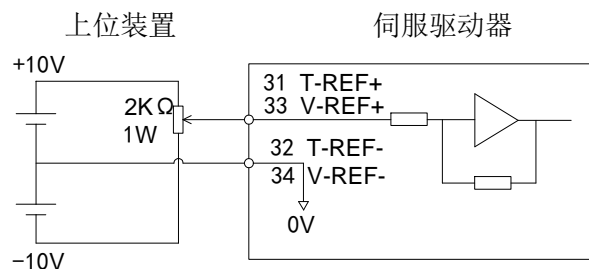 上位装置
伺服驱动器
+10V
31 T-REF+
2KΩ
33 V-REF+
1W
32 T-REF-
34 V-REF-
0V
-10V